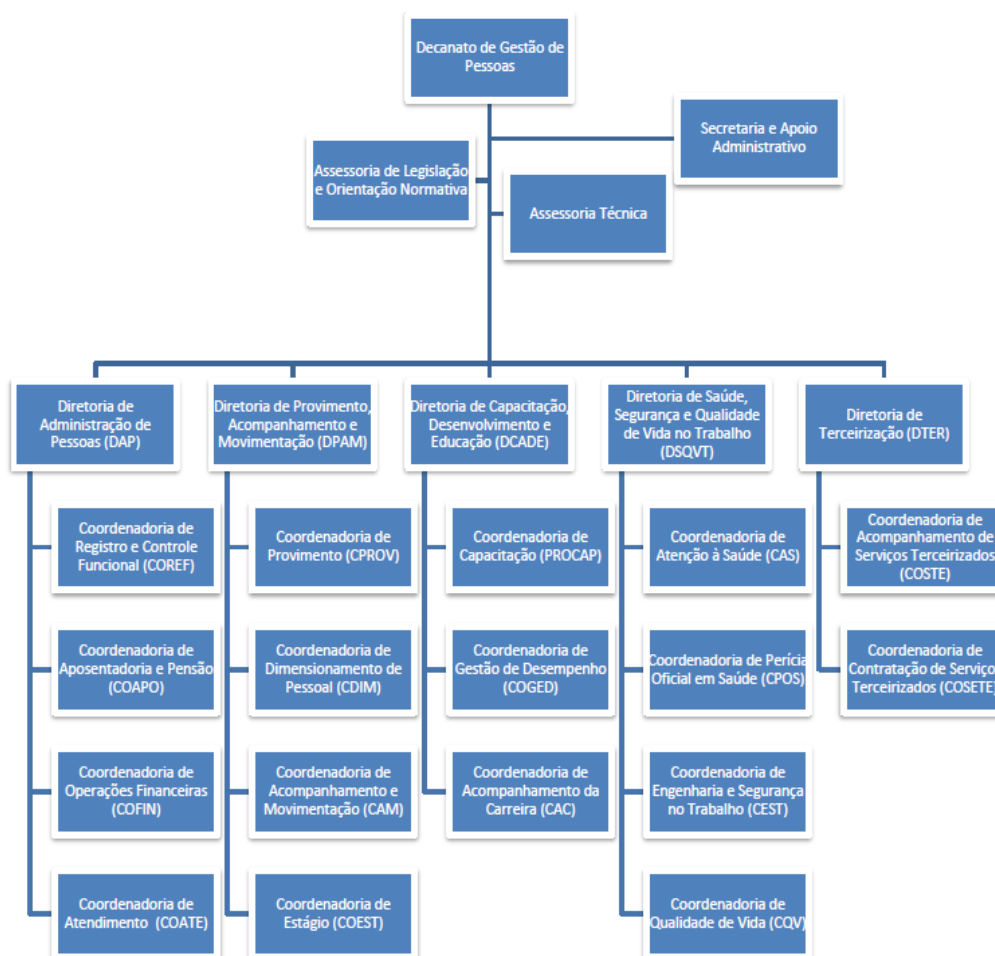 Decanato de Gestão de
Pessoas
Secretaria e Apoio
Administrativo
Assessoria de Legislação
e Orientação Normativa
Assessoria Técnica
Diretoria de
Administração de
Pessoas (DAP)
Diretoria de Provimento,
Acompanhamento e
Movimentação (DPAM)
Diretoria de Capacitação,
Desenvolvimento e
Educação (DCADE)
Diretoria de Saúde,
Segurança e Qualidade
de Vida no Trabalho
(DSQVT)
Diretoria de
Terceirização (DTER)
Coordenadoria de
Registro e Controle
Funcional (COREF)
Coordenadoria de
Aposentadoria e Pensão
(COAPO)
Coordenadoria de
Operações Financeiras
(COFIN)
Coordenadoria de
Atendimento (COATE)
Coordenadoria de
Provimento (CPROV)
Coordenadoria de
Dimensionamento de
Pessoal (CDIM)
Coordenadoria de
Acompanhamento e
Movimentação (CAM)
Coordenadoria de
Estágio (COEST)
Coordenadoria de
Capacitação (PROCAP)
Coordenadoria de
Gestão de Desempenho
(COGED)
Coordenadoria de
Acompanhamento da
Carreira (CAC)
Coordenadoria de
Atenção à Saúde (CAS)
Coordenadoria de Perícia
Oficial em Saúde (CPOS)
Coordenadoria de
Engenharia e Segurança
no Trabalho (CEST)
Coordenadoria de
Qualidade de Vida (CQV)
Coordenadoria de
Acompanhamento de
Serviços Terceirizados
(COSTE)
Coordenadoria de
Contratação de Serviço
Terceirizados (COSETE)